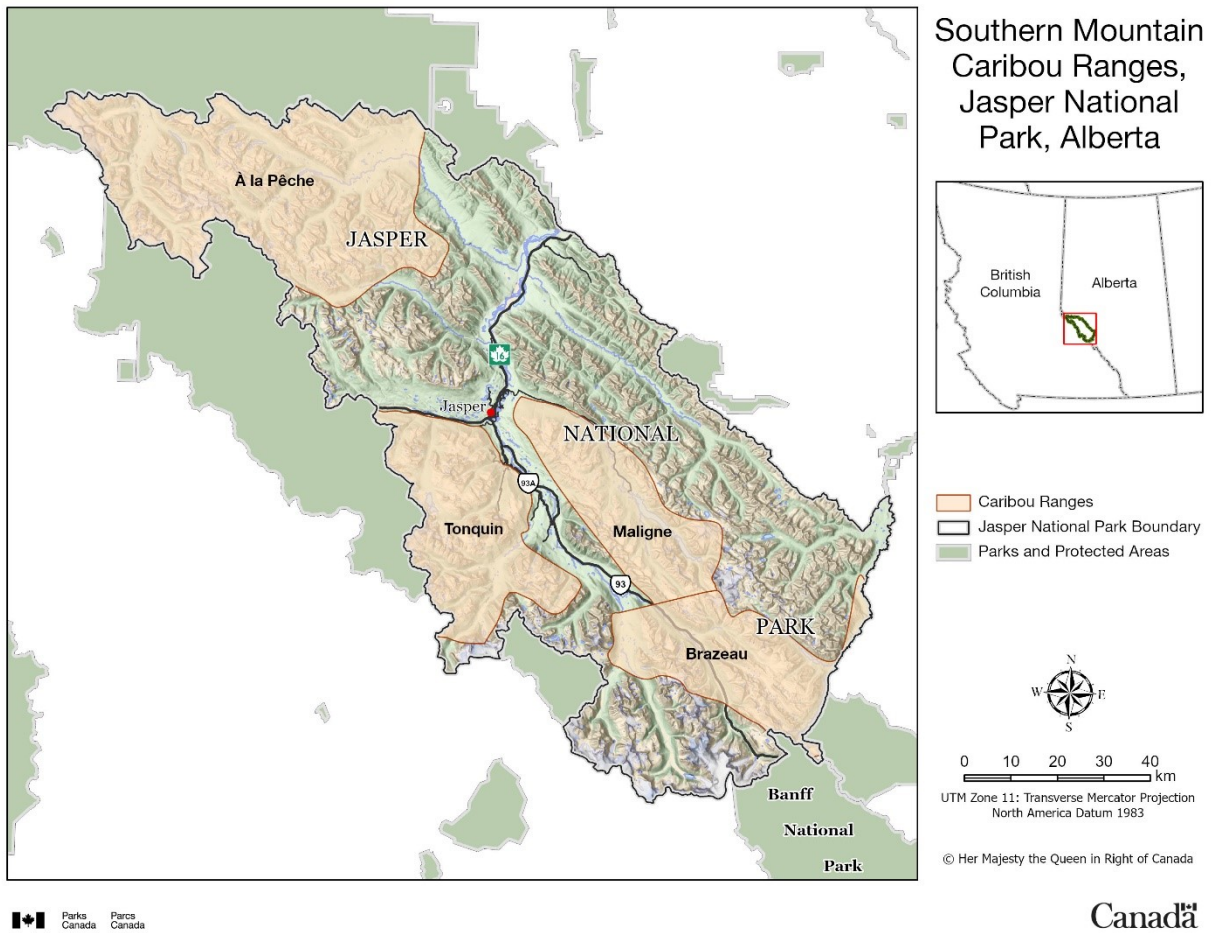 Southern Mountain
Caribou Ranges,
Jasper National
Park, Alberta
À la Pêche
JASPER
16
Jasper
NATIONAL
93A
Tonquin
Maligne
93
PARK
Brazeau
Banff
National
Park
British
Columbia
Alberta
Caribou Ranges
Jasper National Park Boundary
Parks and Protected Areas
N
W E
S
0 10 20 30 40
km
UTM Zone 11: Transverse Mercator Projection
North America Datum 1983
© Her Majesty the Queen in Right of Canada
Parks Parcs
Canada Canada
Canada